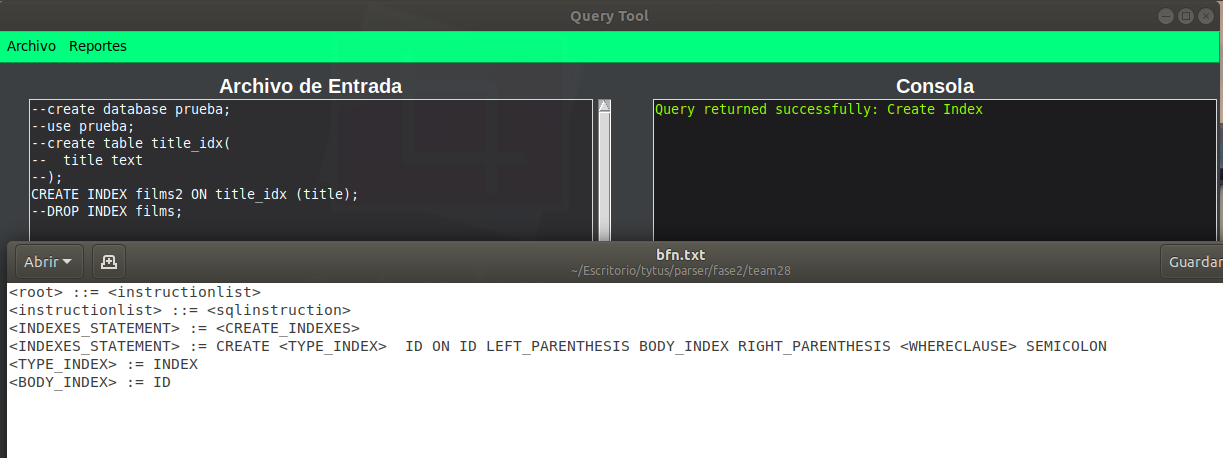 Query Tool
Archivo Reportes
Archivo de Entrada
--create database prueba;
--use prueba;
--create table title_idx(
--  title text
--);
CREATE INDEX films2 ON title_idx (title);
--DROP INDEX films;
Consola
Query returned successfully: Create Index
Abrir
bfn.txt
~/Escritorio/tytus/parser/fase2/team28
Guardar
<root> ::= <instructionlist>
<instructionlist> ::= <sqlinstruction>
<INDEXES_STATEMENT> := <CREATE_INDEXES>
<INDEXES_STATEMENT> := CREATE <TYPE_INDEX>  ID ON ID LEFT_PARENTHESIS BODY_INDEX RIGHT_PARENTHESIS <WHERECLAUSE> SEMICOLON
<TYPE_INDEX> := INDEX
<BODY_INDEX> := ID